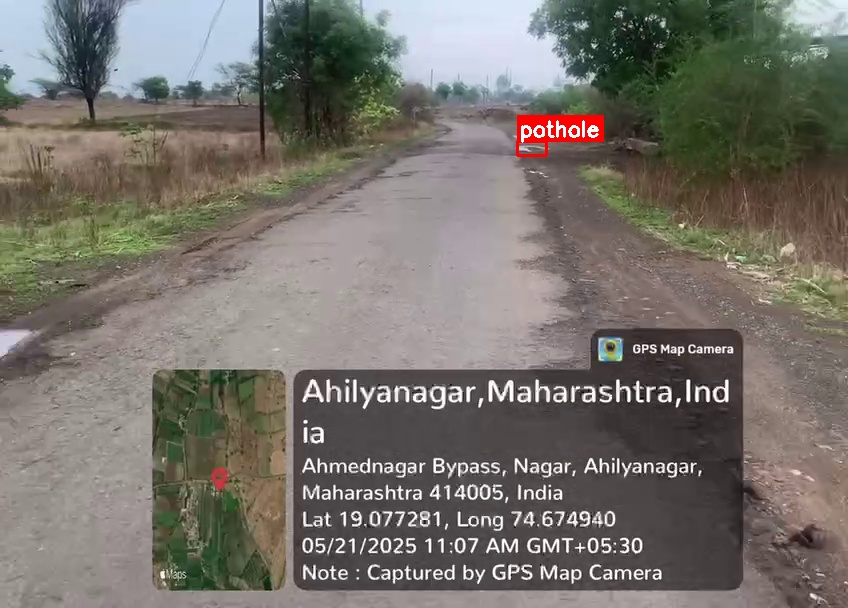 pothole
GPS Map Camera
Ahilyanagar,Maharashtra,Ind
ia
Ahmednagar Bypass, Nagar, Ahilyanagar,
Maharashtra 414005, India
Lat 19.077281, Long 74.674940
05/21/2025 11:07 AM GMT+05:30
Note : Captured by GPS Map Camera
Maps